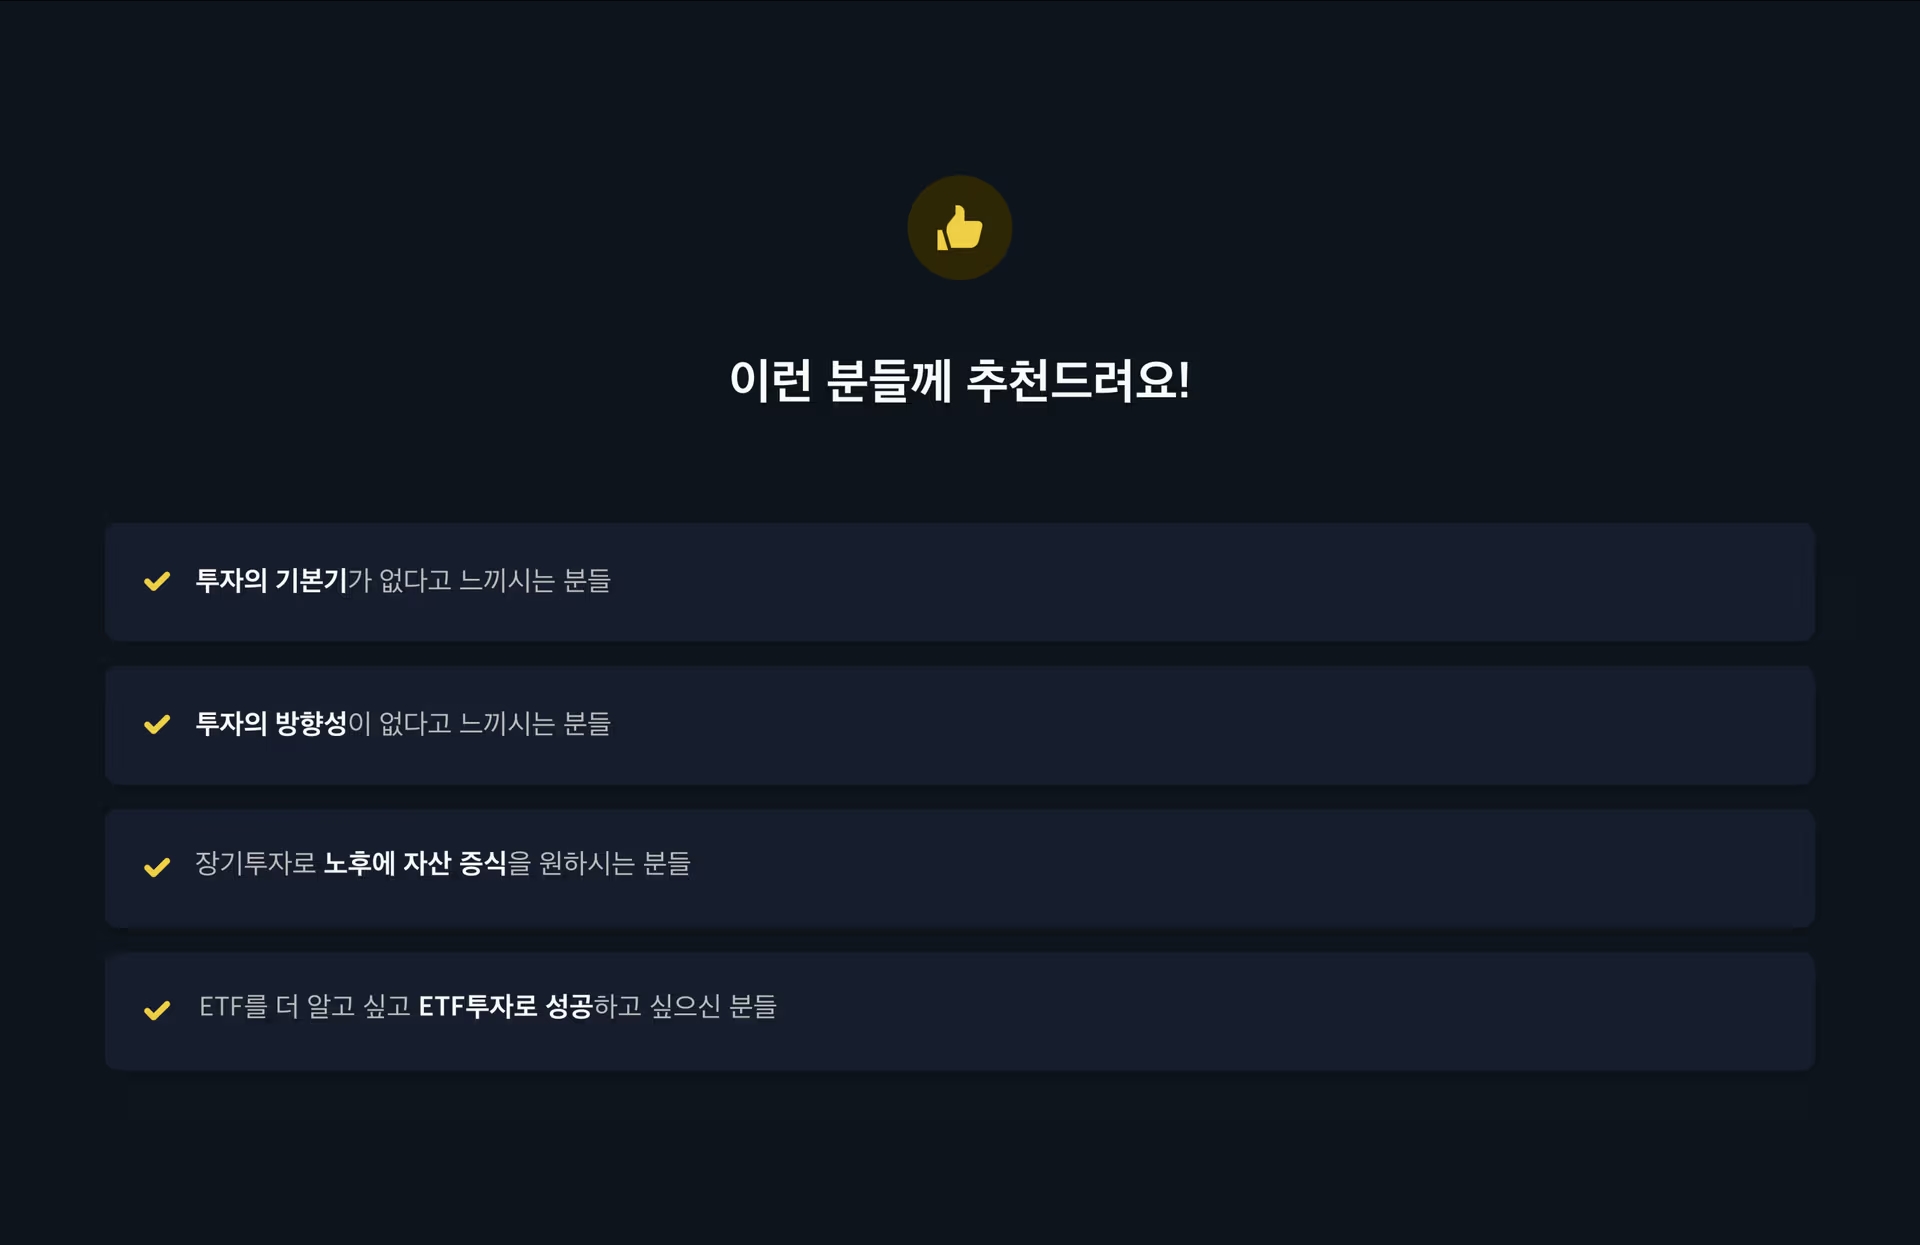 이런 분들께 추천드려요!
투자의 기본기가 없다고 느끼시는 분들
투자의 방향성이 없다고 느끼시는 분들
장기투자로 노후에 자산 증식을 원하시는 분들
ETF를 더 알고 싶고 ETF투자로 성공하고 싶으신 분들